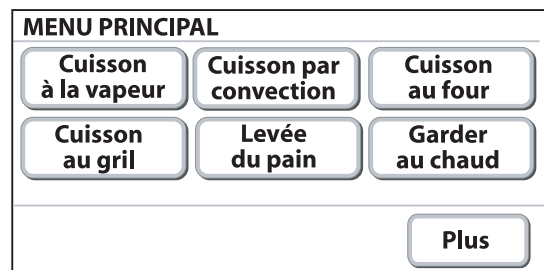 MENU PRINCIPAL
Cuisson
à la vapeur
Cuisson par
convection
Cuisson
au four
Cuisson
au gril
Levée
du pain
Garder
au chaud
Plus